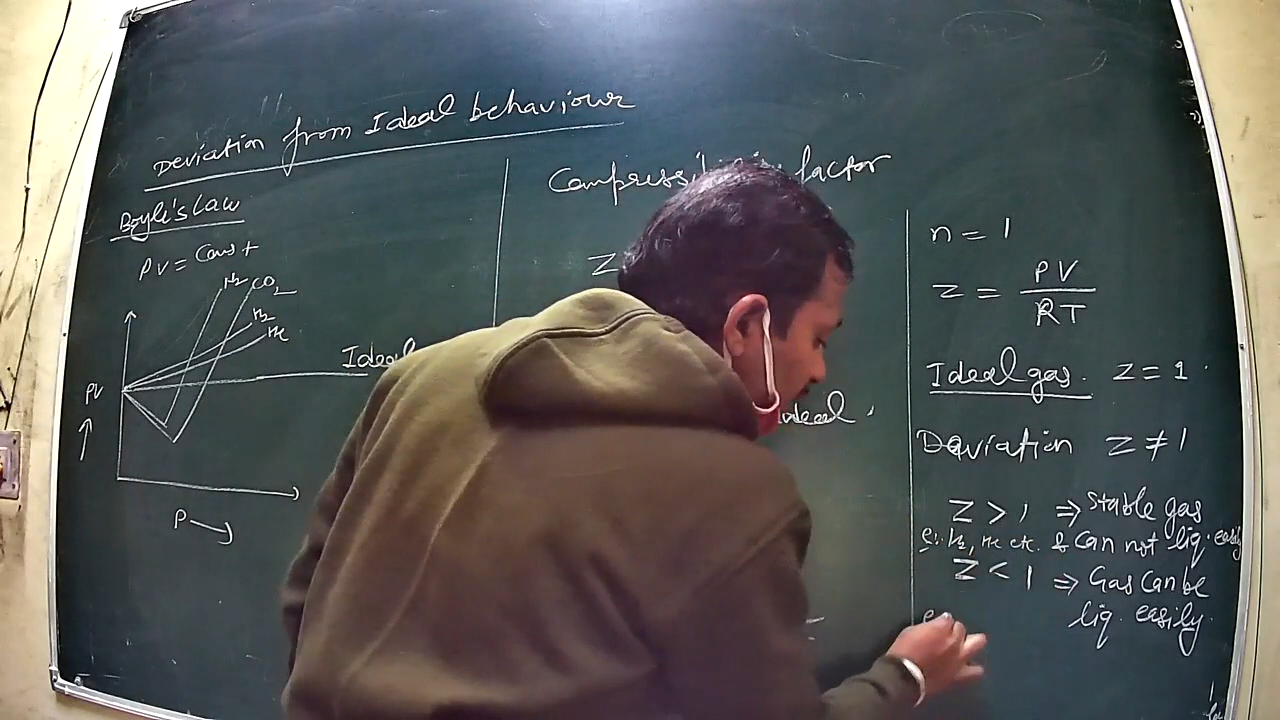 Deviation from Ideal behaviour
Boyle's Law
PV = Const
N2 CO2
H2
He
Ideal
PV
P
factor
Z
ideal.
n = 1
Z = PV / RT
Ideal gas. Z = 1.
Deviation Z ≠ 1
Z > 1 ⇒ Stable gas
H2, He etc. & Can not liq. easily
Z < 1 ⇒ Gas Can be
liq. easily.